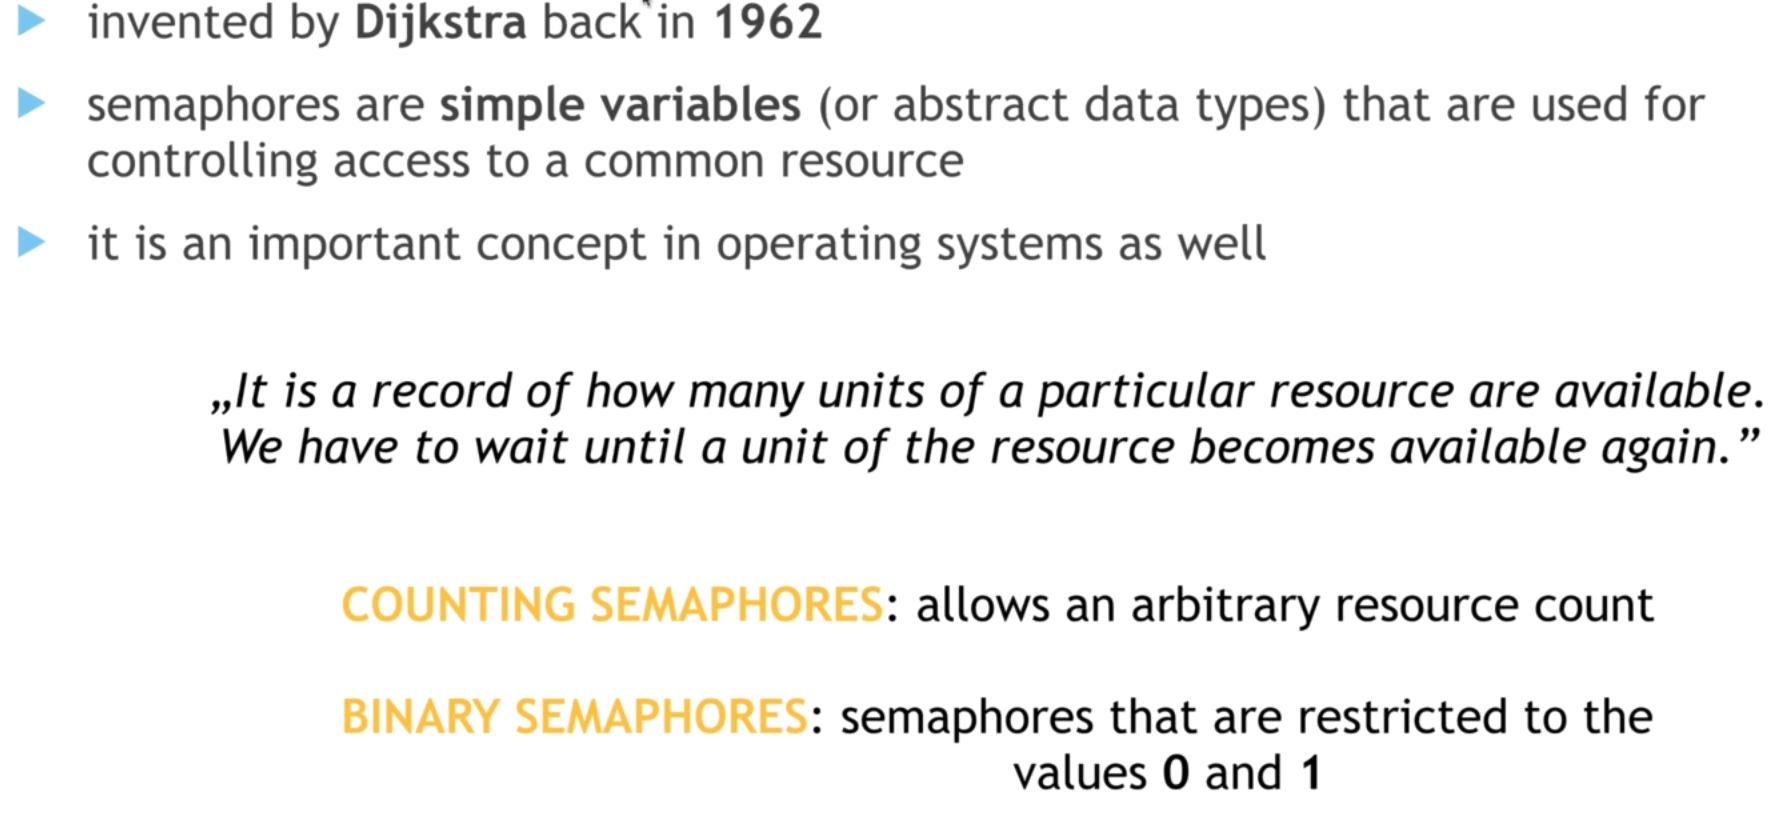 invented by Dijkstra back in 1962
semaphores are simple variables (or abstract data types) that are used for
controlling access to a common resource
it is an important concept in operating systems as well
„It is a record of how many units of a particular resource are available.
We have to wait until a unit of the resource becomes available again.”
COUNTING SEMAPHORES: allows an arbitrary resource count
BINARY SEMAPHORES: semaphores that are restricted to the
values 0 and 1